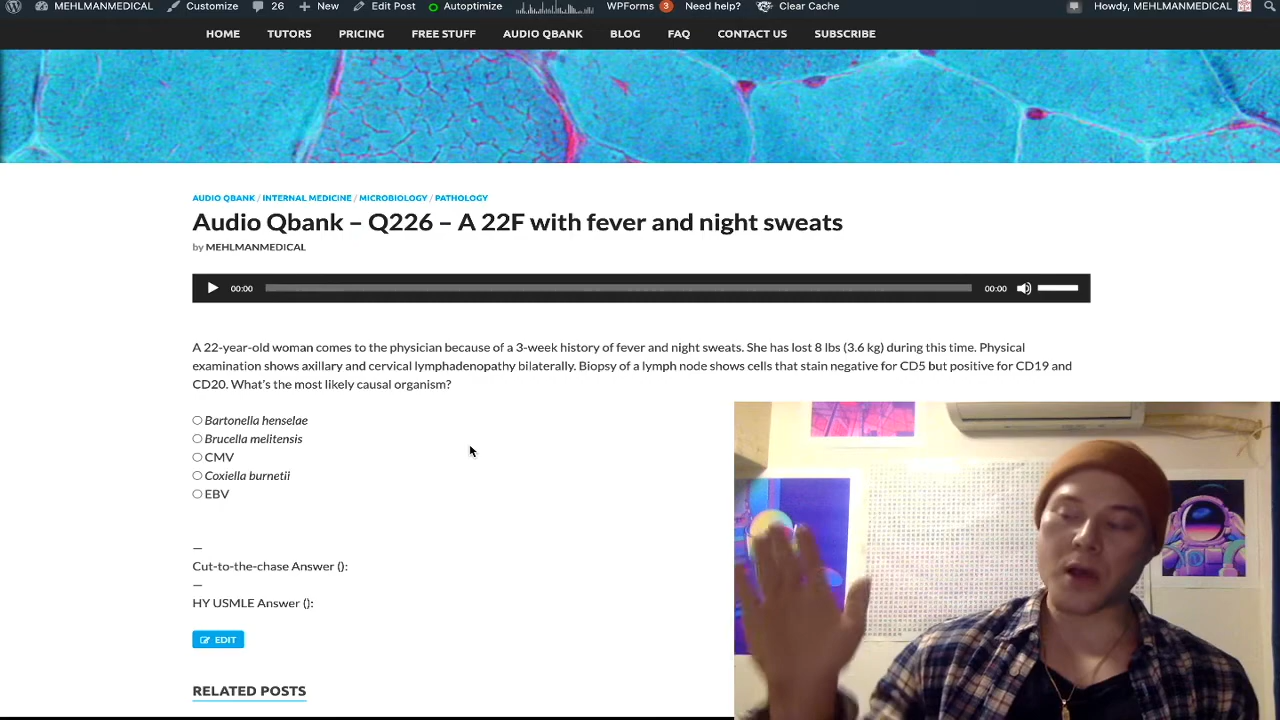 MEHLMANMEDICAL Customize 26 New Edit Post Autoptimize WPForms 3 Need help? Clear Cache Howdy, MEHLMANMEDICAL
HOME TUTORS PRICING FREE STUFF AUDIO QBANK BLOG FAQ CONTACT US SUBSCRIBE
AUDIO QBANK / INTERNAL MEDICINE / MICROBIOLOGY / PATHOLOGY
Audio Qbank – Q226 – A 22F with fever and night sweats
by MEHLMANMEDICAL
00:00 00:00
A 22-year-old woman comes to the physician because of a 3-week history of fever and night sweats. She has lost 8 lbs (3.6 kg) during this time. Physical
examination shows axillary and cervical lymphadenopathy bilaterally. Biopsy of a lymph node shows cells that stain negative for CD5 but positive for CD19 and
CD20. What's the most likely causal organism?
Bartonella henselae
Brucella melitensis
CMV
Coxiella burnetii
EBV
—
Cut-to-the-chase Answer ():
—
HY USMLE Answer ():
EDIT
RELATED POSTS